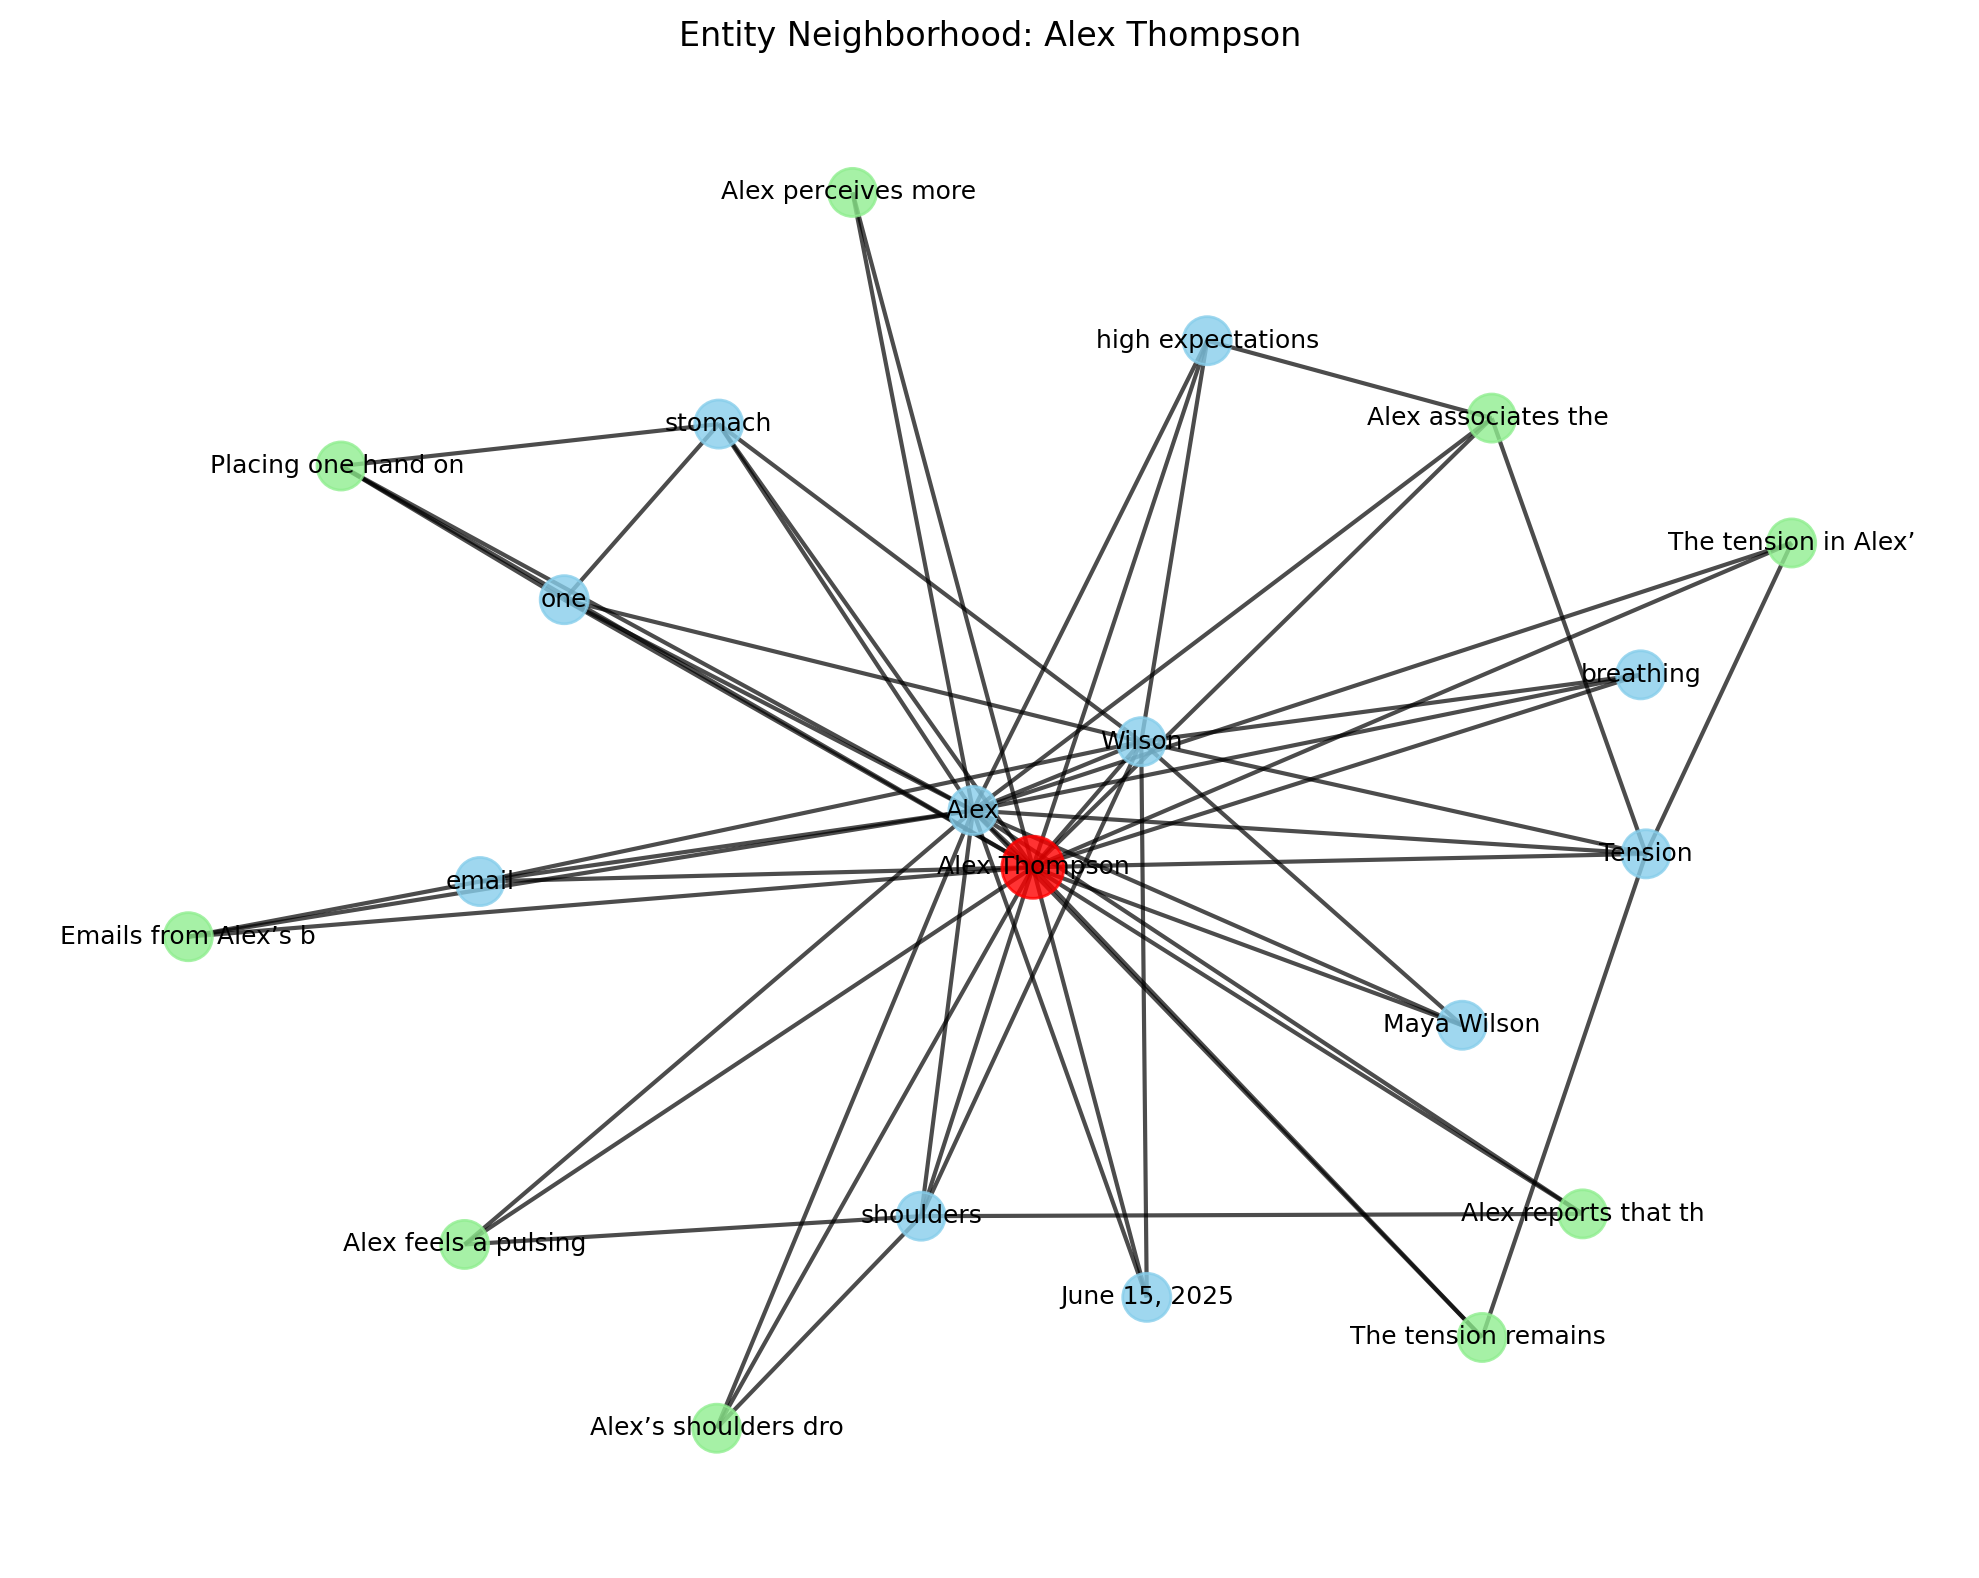 Entity Neighborhood: Alex Thompson
Alex perceives more
high expectations
Alex associates the
stomach
Placing one hand on
The tension in Alex’
one
breathing
Wilson
Alex
Tension
Alex Thompson
email
Emails from Alex’s b
Maya Wilson
Alex reports that th
shoulders
Alex feels a pulsing
June 15, 2025
The tension remains
Alex’s shoulders dro